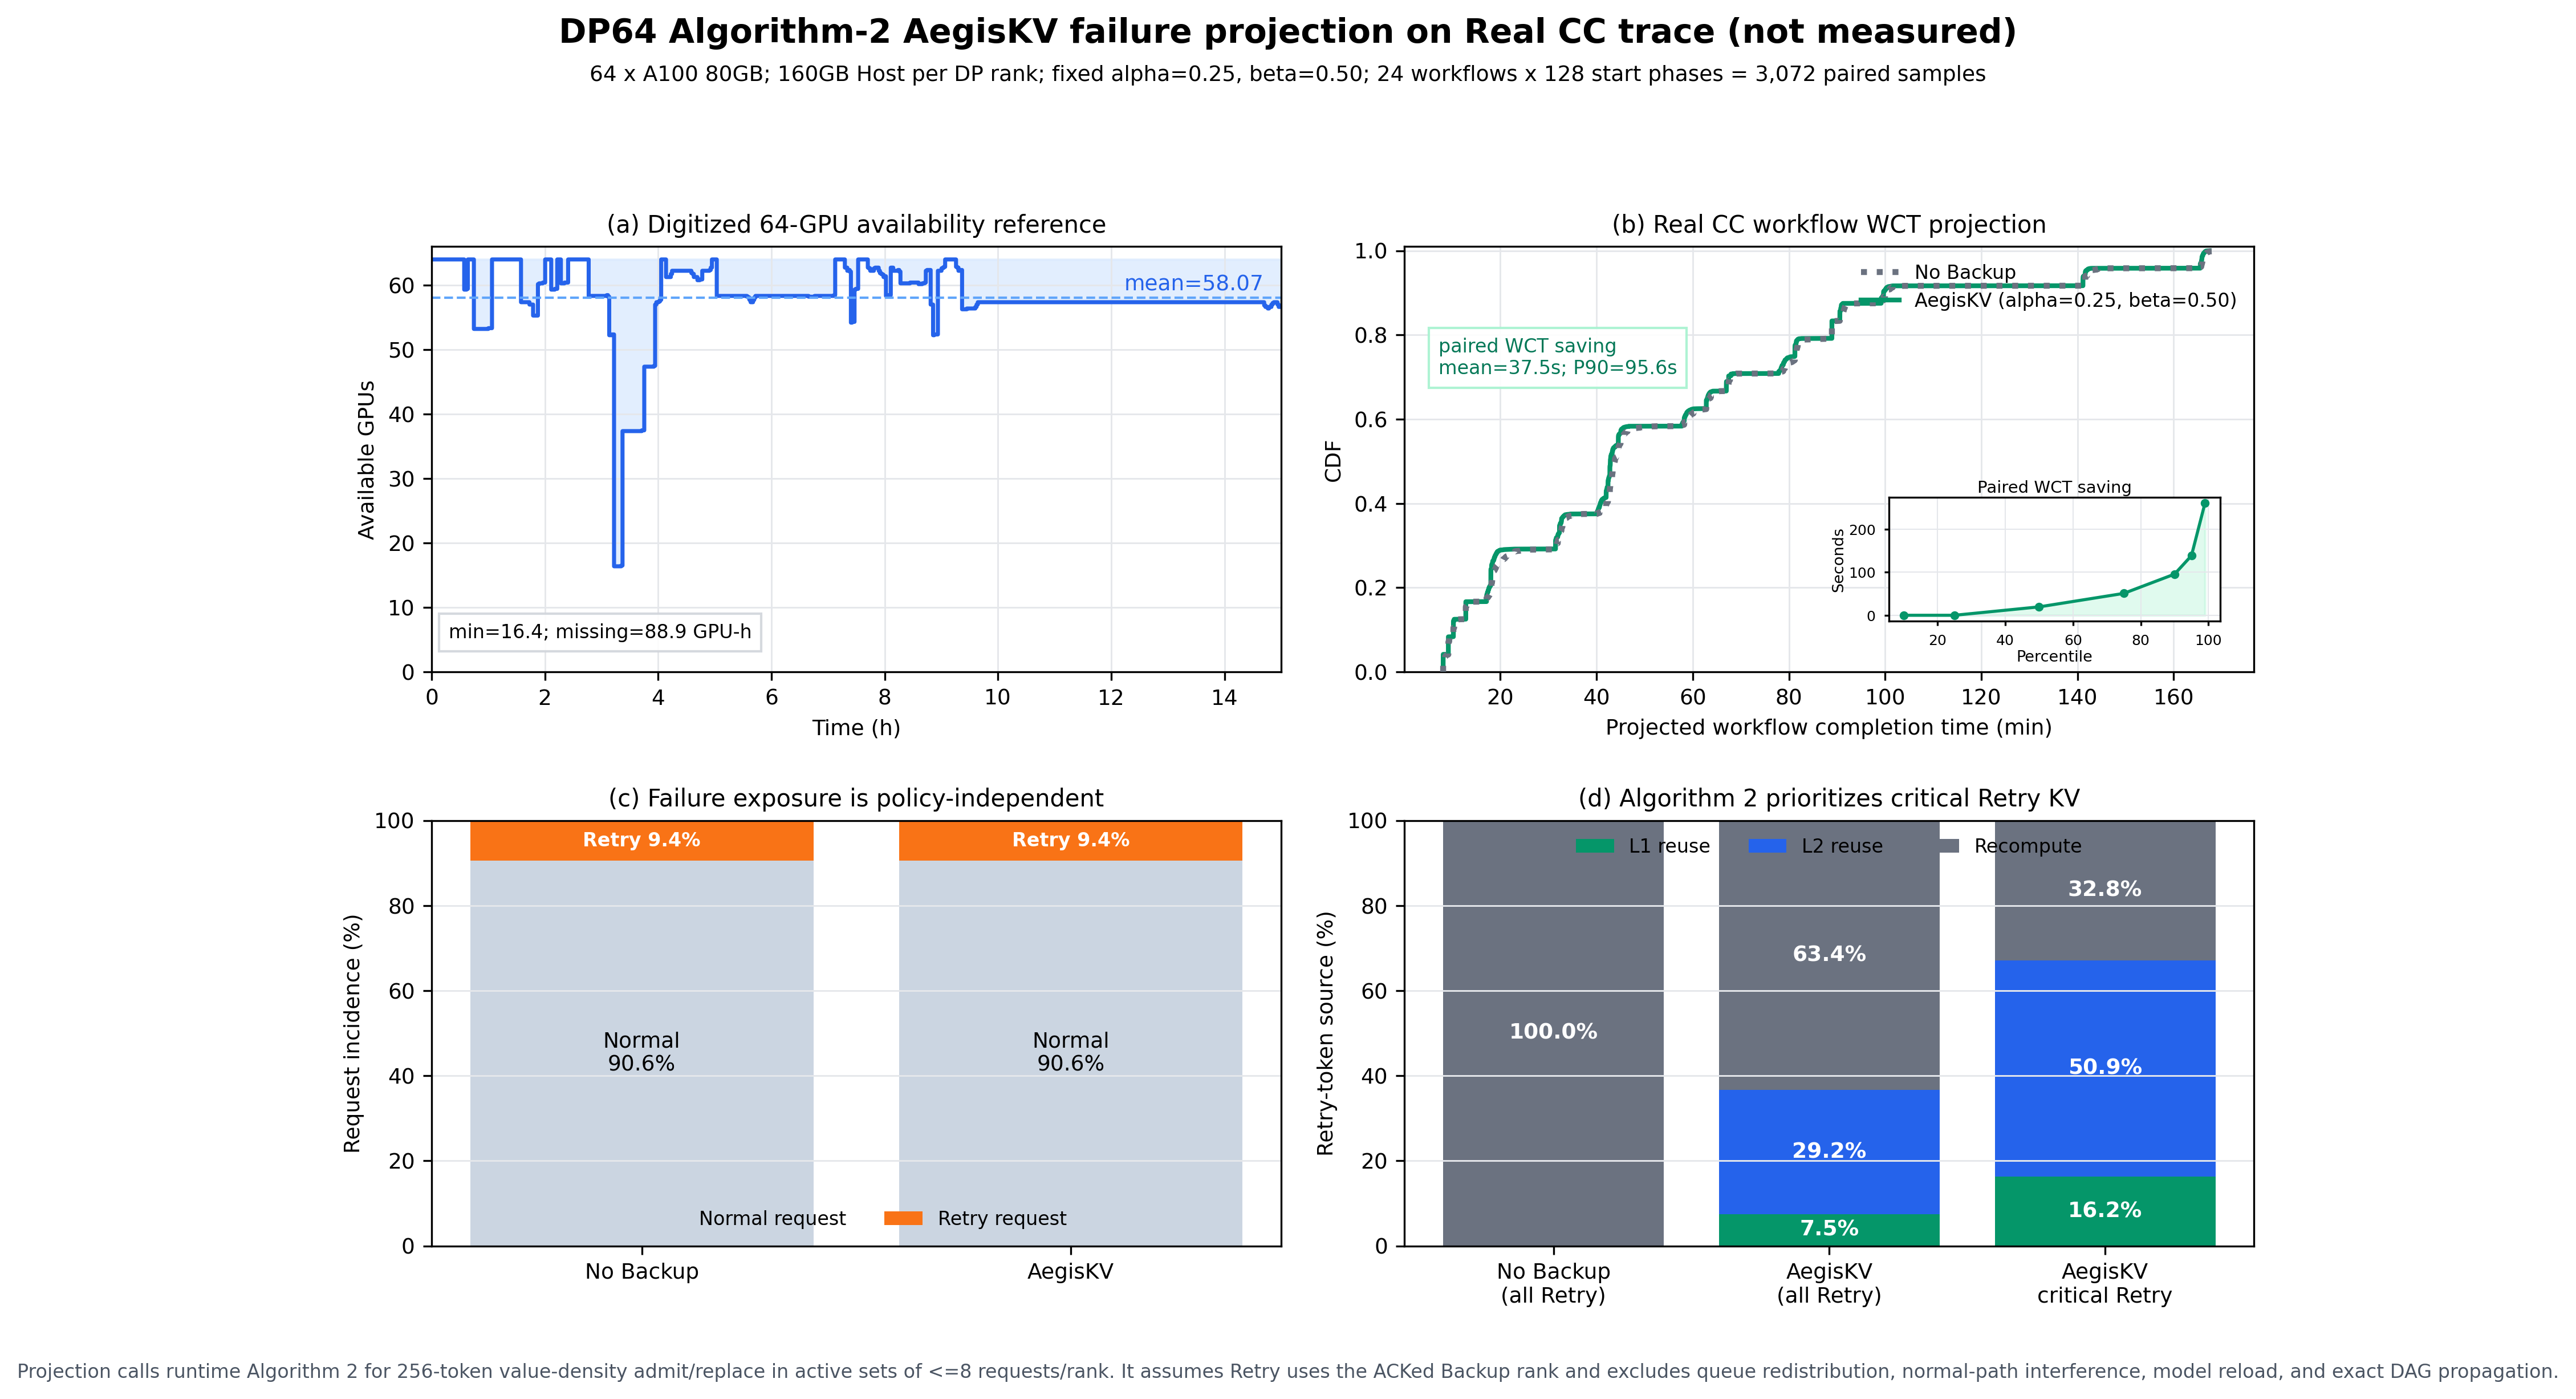 DP64 Algorithm-2 AegisKV failure projection on Real CC trace (not measured)
64 x A100 80GB; 160GB Host per DP rank; fixed alpha=0.25, beta=0.50; 24 workflows x 128 start phases = 3,072 paired samples
(a) Digitized 64-GPU availability reference
Available GPUs
60
50
40
30
20
10
0
mean=58.07
min=16.4; missing=88.9 GPU-h
0 2 4 6 8 10 12 14
Time (h)
(b) Real CC workflow WCT projection
CDF
1.0
0.8
0.6
0.4
0.2
0.0
No Backup
AegisKV (alpha=0.25, beta=0.50)
paired WCT saving
mean=37.5s; P90=95.6s
Paired WCT saving
Seconds
200
100
0
20 40 60 80 100
Percentile
20 40 60 80 100 120 140 160
Projected workflow completion time (min)
(c) Failure exposure is policy-independent
Request incidence (%)
100
80
60
40
20
0
Retry 9.4%
Retry 9.4%
Normal
90.6%
Normal
90.6%
Normal request
Retry request
No Backup
AegisKV
(d) Algorithm 2 prioritizes critical Retry KV
Retry-token source (%)
100
80
60
40
20
0
L1 reuse
L2 reuse
Recompute
100.0%
63.4%
29.2%
7.5%
32.8%
50.9%
16.2%
No Backup
(all Retry)
AegisKV
(all Retry)
AegisKV
critical Retry
Projection calls runtime Algorithm 2 for 256-token value-density admit/replace in active sets of <=8 requests/rank. It assumes Retry uses the ACKed Backup rank and excludes queue redistribution, normal-path interference, model reload, and exact DAG propagation.